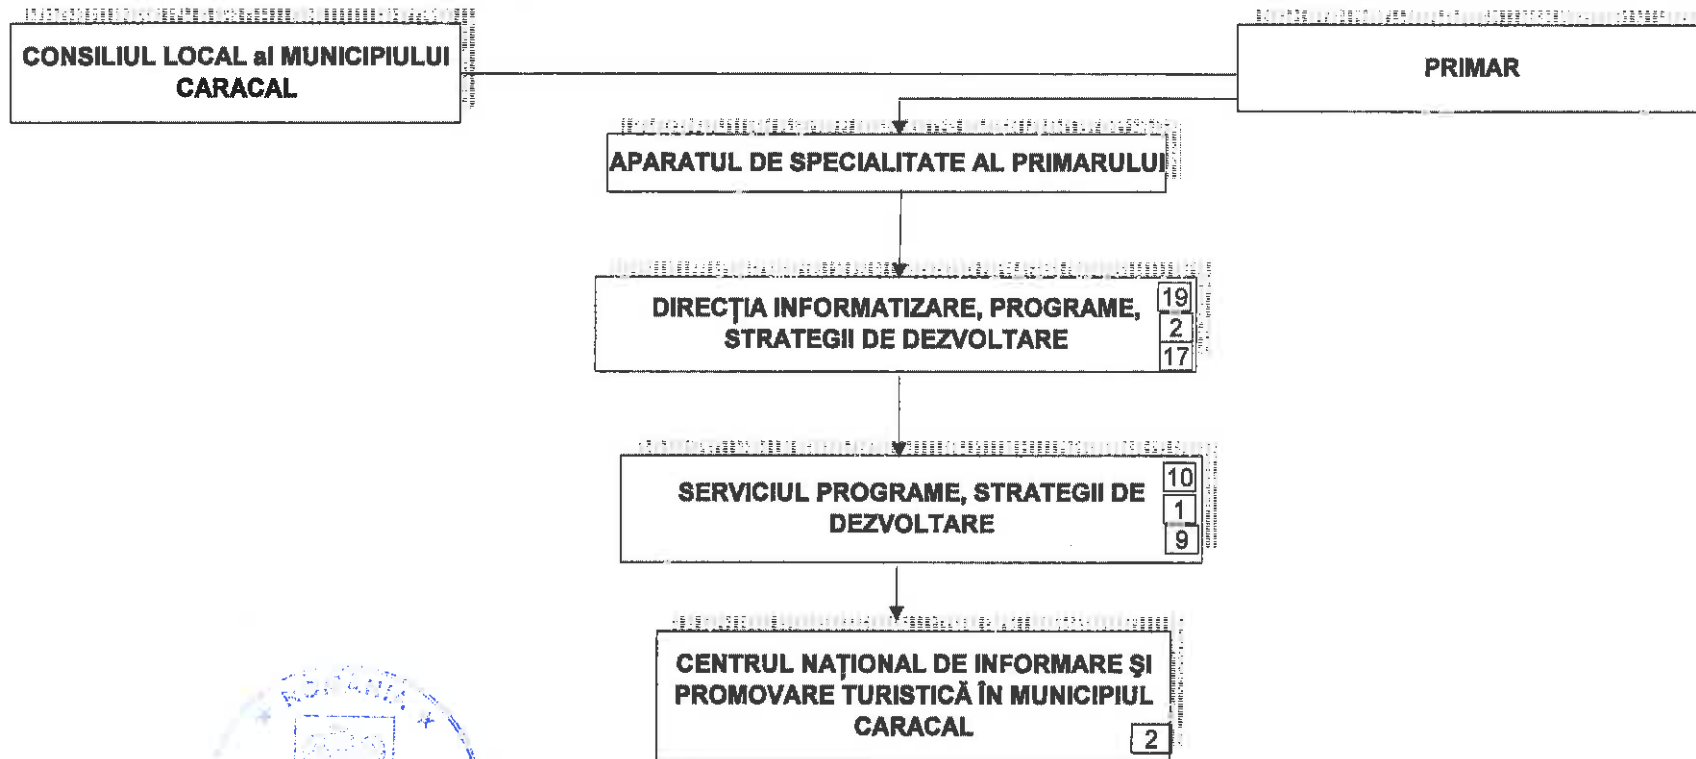 CONSILIUL LOCAL al MUNICIPIULUI
CARACAL
PRIMAR
APARATUL DE SPECIALITATE AL PRIMARULUI
DIRECȚIA INFORMATIZARE, PROGRAME,
STRATEGII DE DEZVOLTARE
19
2
17
SERVICIUL PROGRAME, STRATEGII DE
DEZVOLTARE
10
1
9
CENTRUL NAȚIONAL DE INFORMARE ŞI
PROMOVARE TURISTICĂ ÎN MUNICIPIUL
CARACAL
2
ROMÂNIA